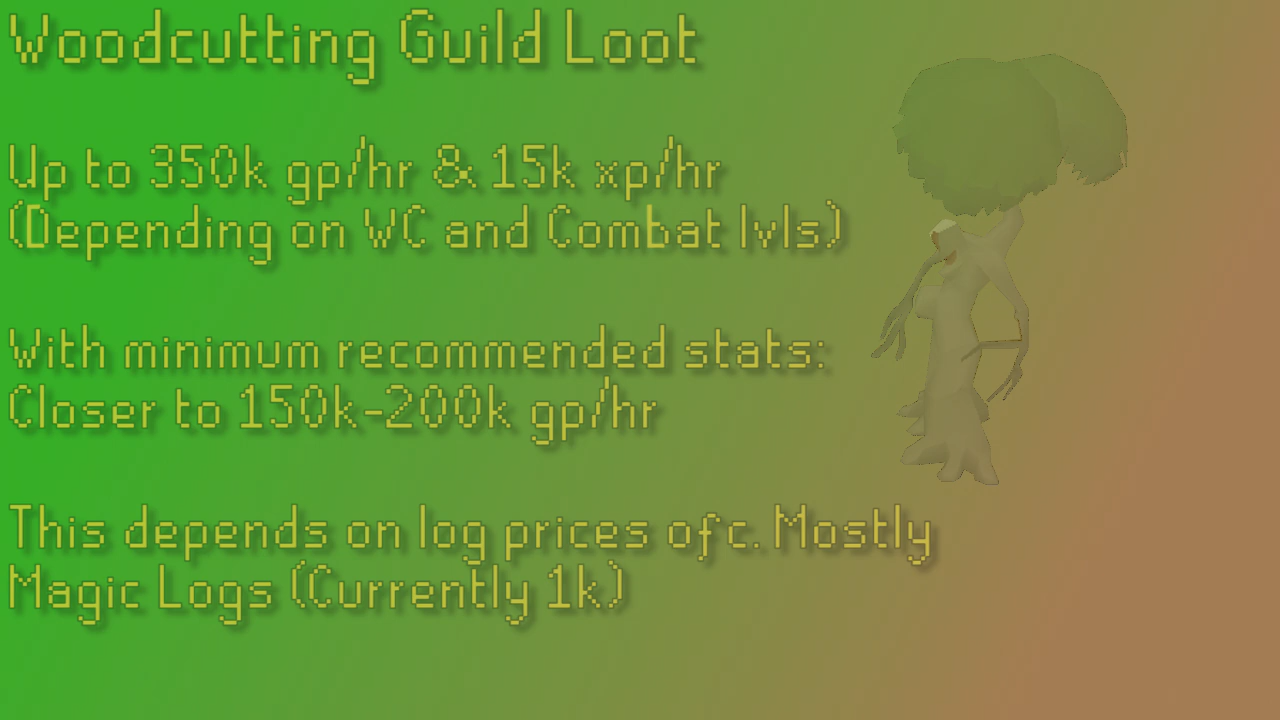 Woodcutting Guild Loot
Up to 350k gp/hr & 15k xp/hr
(Depending on WC and Combat lvls)
With minimum recommended stats:
Closer to 150k-200k gp/hr
This depends on log prices ofc. Mostly
Magic Logs (Currently 1k)